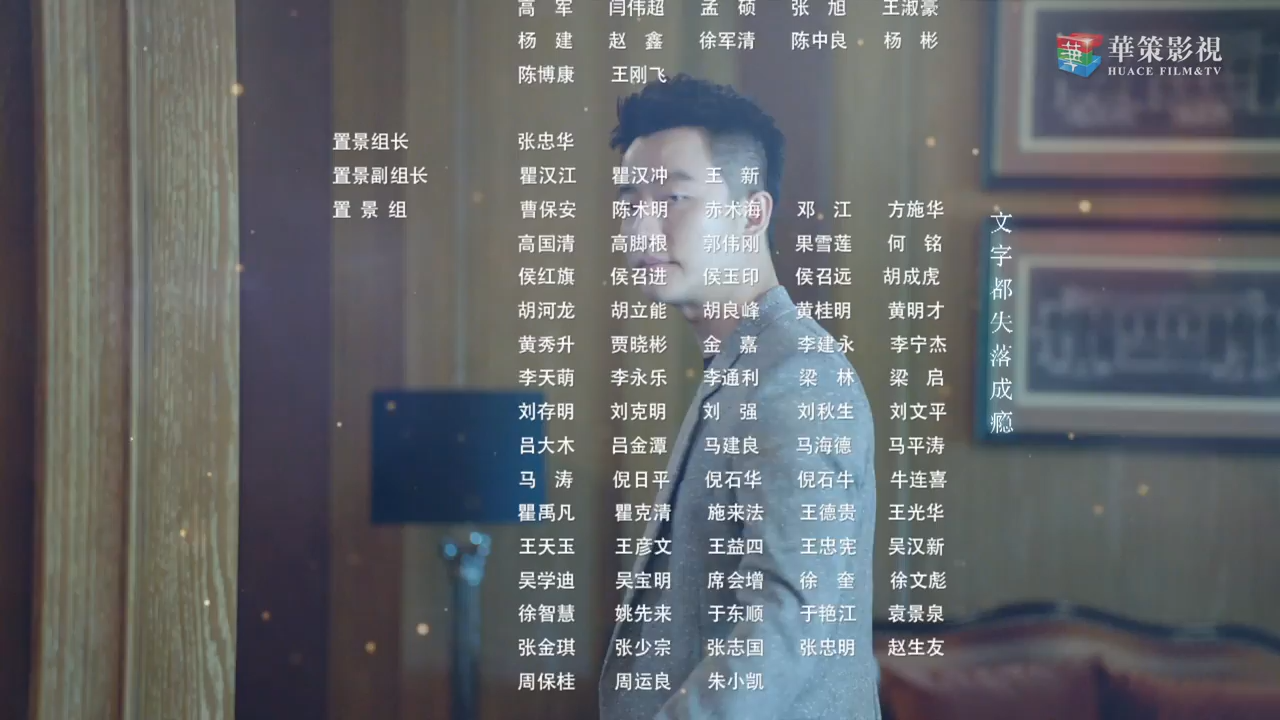 高 军 闫伟超 孟 硕 张 旭 王淑豪
杨 建 赵 鑫 徐军清 陈中良 杨 彬
陈博康 王刚飞
置景组长 张忠华
置景副组长 瞿汉江 瞿汉冲 王 新
置 景 组 曹保安 陈术明 赤术海 邓 江 方施华
高国清 高脚根 郭伟刚 果雪莲 何 铭
侯红旗 侯召进 侯玉印 侯召远 胡成虎
胡河龙 胡立能 胡良峰 黄桂明 黄明才
黄秀升 贾晓彬 金 嘉 李建永 李宁杰
李天萌 李永乐 李通利 梁 林 梁 启
刘存明 刘克明 刘 强 刘秋生 刘文平
吕大木 吕金潭 马建良 马海德 马平涛
马 涛 倪日平 倪石华 倪石牛 牛连喜
瞿禹凡 瞿克清 施来法 王德贵 王光华
王天玉 王彦文 王益四 王忠宪 吴汉新
吴学迪 吴宝明 席会增 徐 奎 徐文彪
徐智慧 姚先来 于东顺 于艳江 袁景泉
张金琪 张少宗 张志国 张忠明 赵生友
周保桂 周运良 朱小凯
華策影視
HUACE FILM&TV
文字都失落成瘾